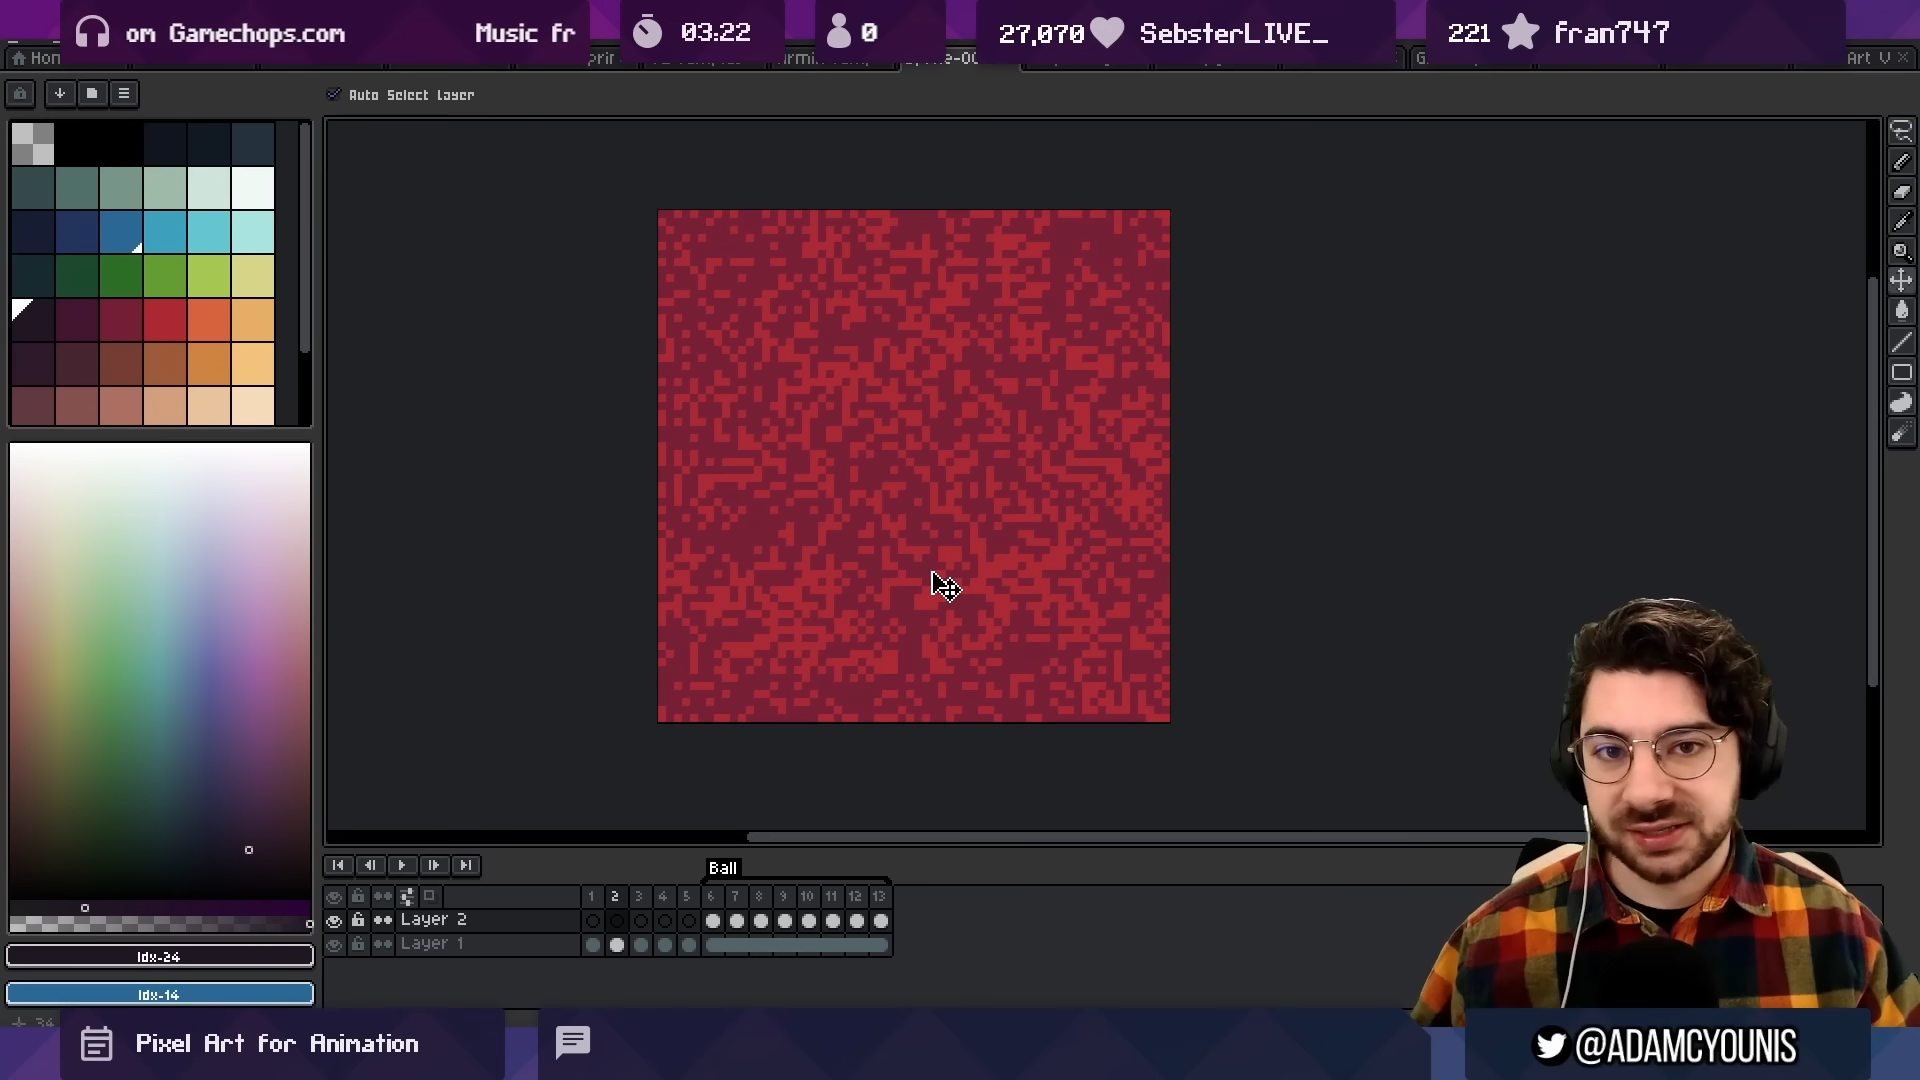 on Gamechops.com
Music fr
03:22
0
27,070
SebsterLIVE_
221
fran747
Hom
Art V
Auto Select Layer
Idx-24
Idx-14
Ball
1 2 3 4 5 6 7 8 9 10 11 12 13
Layer 2
Layer 1
Pixel Art for Animation
@ADAMCYOUNIS